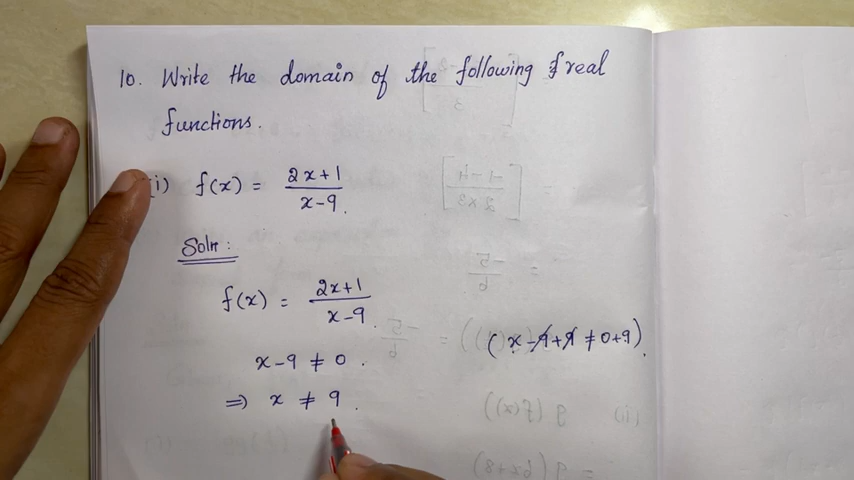 10. Write the domain of the following real
functions.
(i) f(x) = (2x+1)/(x-9).
Soln:
f(x) = (2x+1)/(x-9).
x-9 ≠ 0. (x-9+9 ≠ 0+9).
⇒ x ≠ 9.